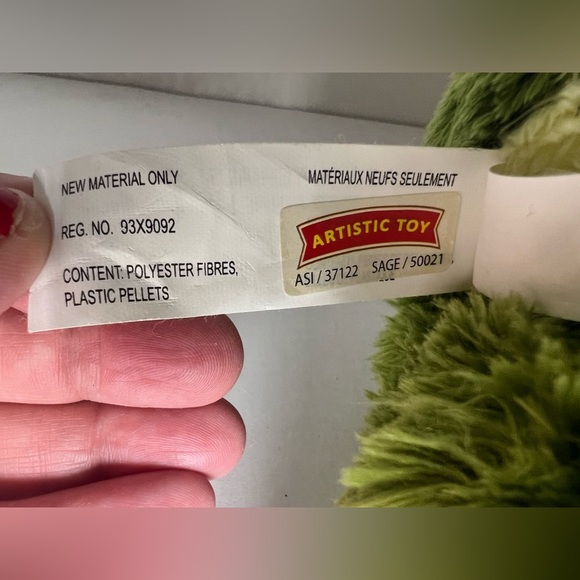 NEW MATERIAL ONLY
MATÉRIAUX NEUFS SEULEMENT
REG. NO. 93X9092
ARTISTIC TOY
ASI / 37122 SAGE / 50021
CONTENT: POLYESTER FIBRES,
PLASTIC PELLETS